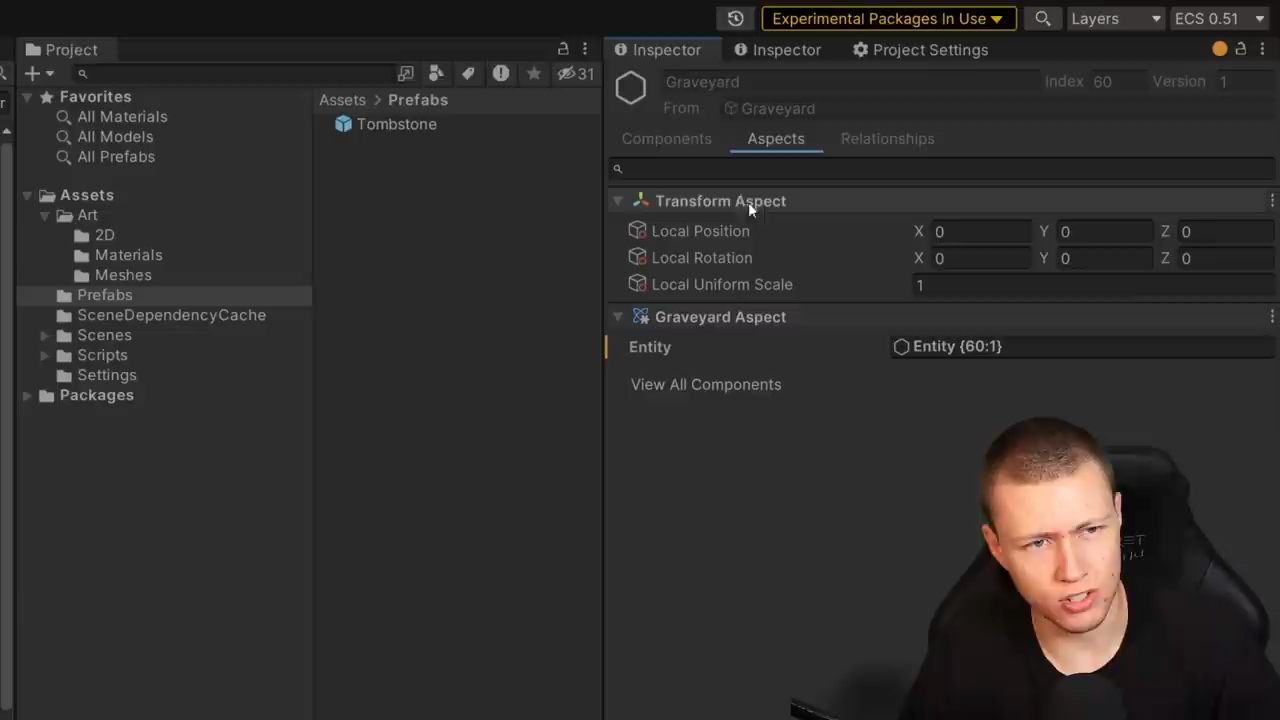 Experimental Packages In Use
Layers
ECS 0.51
Project
Inspector
Inspector
Project Settings
31
Favorites
All Materials
All Models
All Prefabs
Assets
Art
2D
Materials
Meshes
Prefabs
SceneDependencyCache
Scenes
Scripts
Settings
Packages
Assets > Prefabs
Tombstone
Graveyard Index 60 Version 1
From Graveyard
Components Aspects Relationships
Transform Aspect
Local Position X 0 Y 0 Z 0
Local Rotation X 0 Y 0 Z 0
Local Uniform Scale 1
Graveyard Aspect
Entity Entity {60:1}
View All Components